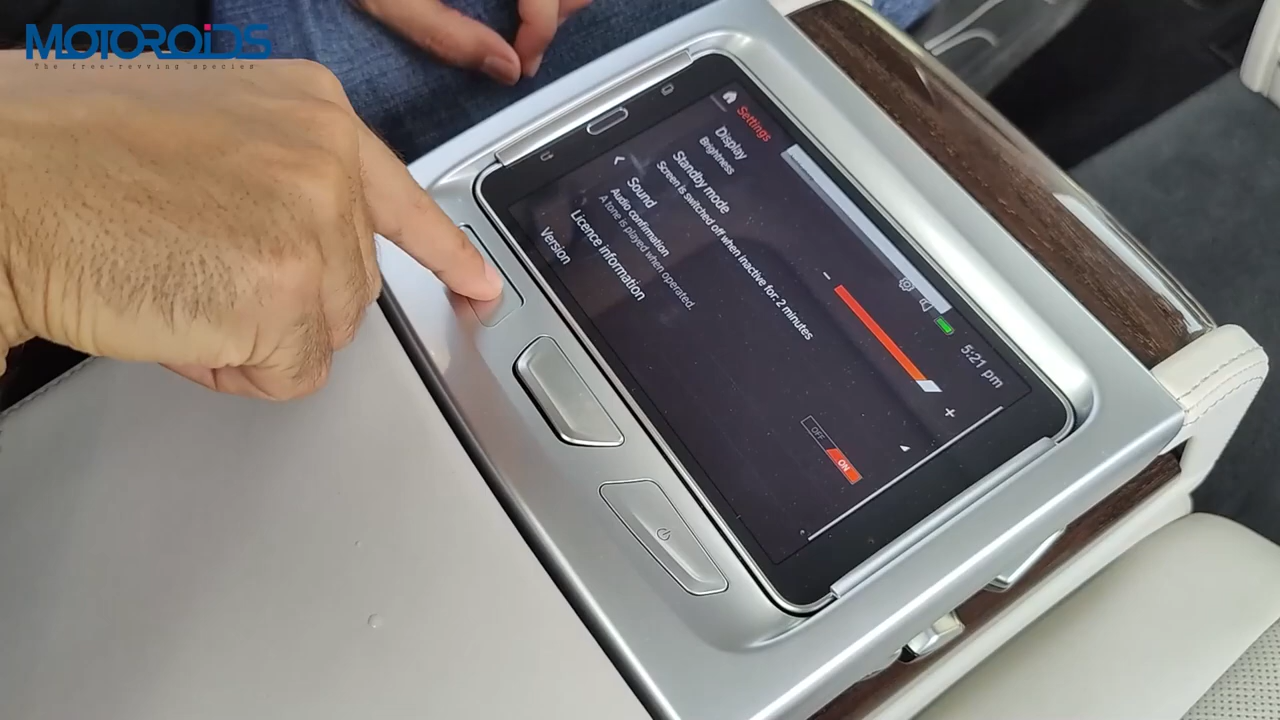 MOTOROiDS
The free-revving species
Settings
5:21 pm
Display
Brightness
- +
Standby mode
Screen is switched off when inactive for: 2 minutes
Sound
Audio confirmation
A tone is played when operated.
OFF ON
Licence information
Version